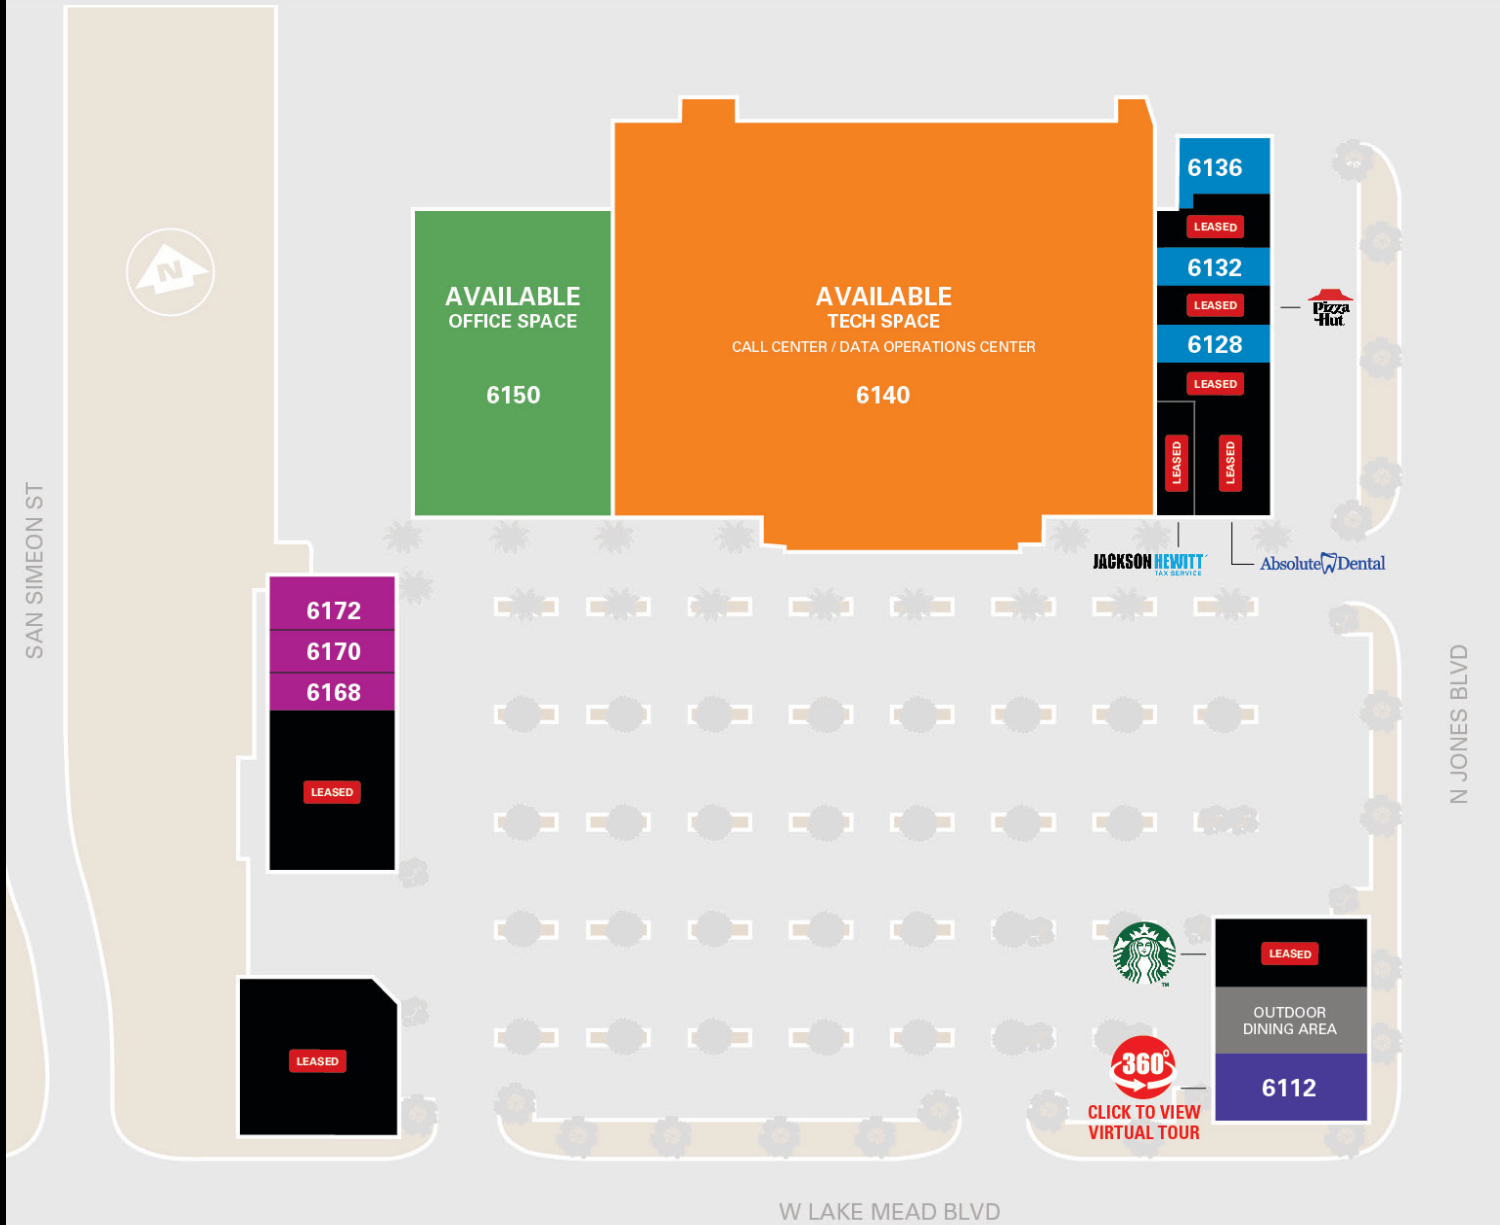 N
6136
LEASED
6132
LEASED
Pizza
Hut
6128
LEASED
LEASED
LEASED
AVAILABLE
OFFICE SPACE
6150
AVAILABLE
TECH SPACE
CALL CENTER / DATA OPERATIONS CENTER
6140
JACKSON HEWITT
TAX SERVICE
Absolute Dental
SAN SIMEON ST
6172
6170
6168
LEASED
N JONES BLVD
LEASED
TM
OUTDOOR
DINING AREA
6112
360°
CLICK TO VIEW
VIRTUAL TOUR
LEASED
W LAKE MEAD BLVD